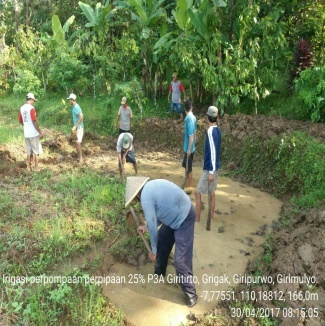 Irigasi perpompaan perpipaan 25% P3A Giritirto, Grigak, Giripurwo, Girimulyo.
-7,77551, 110,18812, 166,0m
30/04/2017 08:15:05